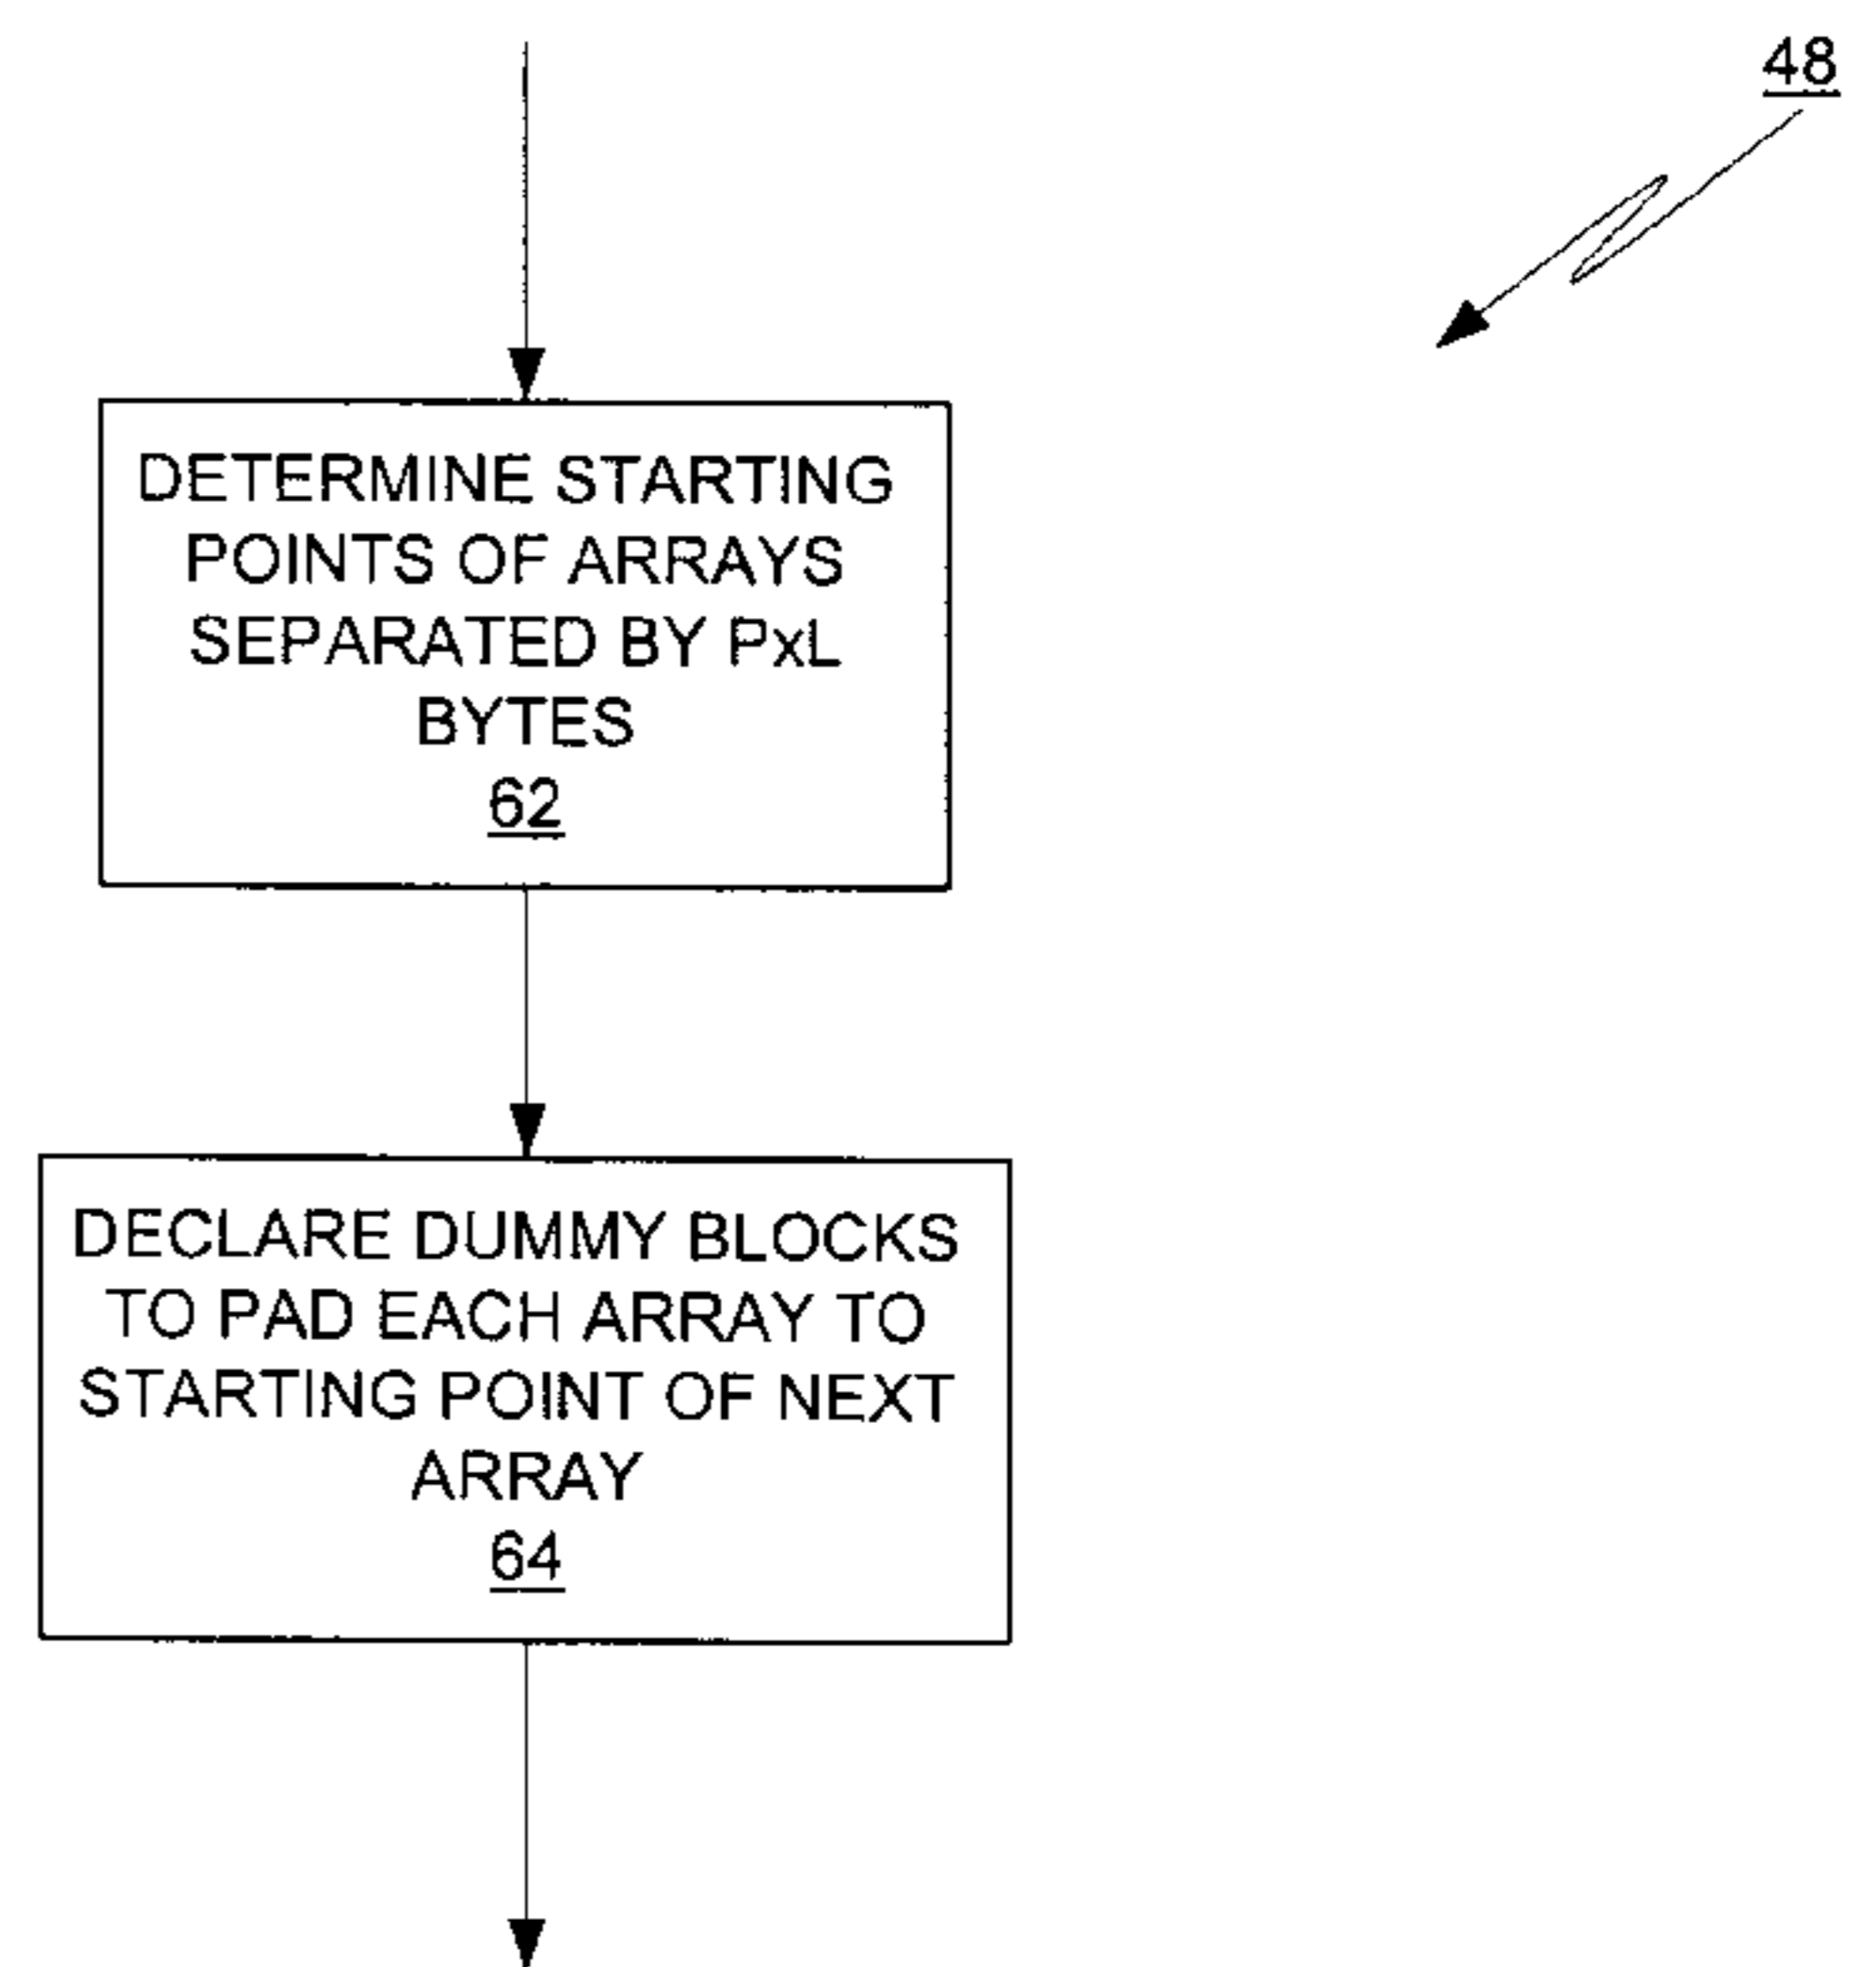 48
DETERMINE STARTING
POINTS OF ARRAYS
SEPARATED BY PxL
BYTES
62
DECLARE DUMMY BLOCKS
TO PAD EACH ARRAY TO
STARTING POINT OF NEXT
ARRAY
64